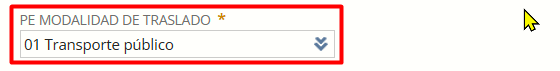 PE MODALIDAD DE TRASLADO *
01 Transporte público